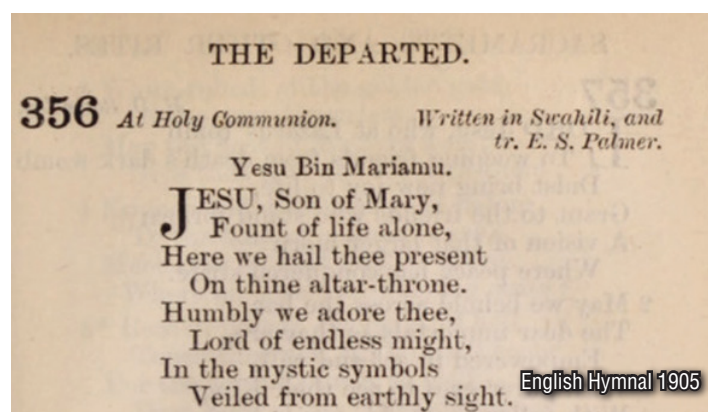 THE DEPARTED.
356 At Holy Communion. Written in Swahili, and
tr. E. S. Palmer.
Yesu Bin Mariamu.
JESU, Son of Mary,
Fount of life alone,
Here we hail thee present
On thine altar-throne.
Humbly we adore thee,
Lord of endless might,
In the mystic symbols
Veiled from earthly sight.
English Hymnal 1905